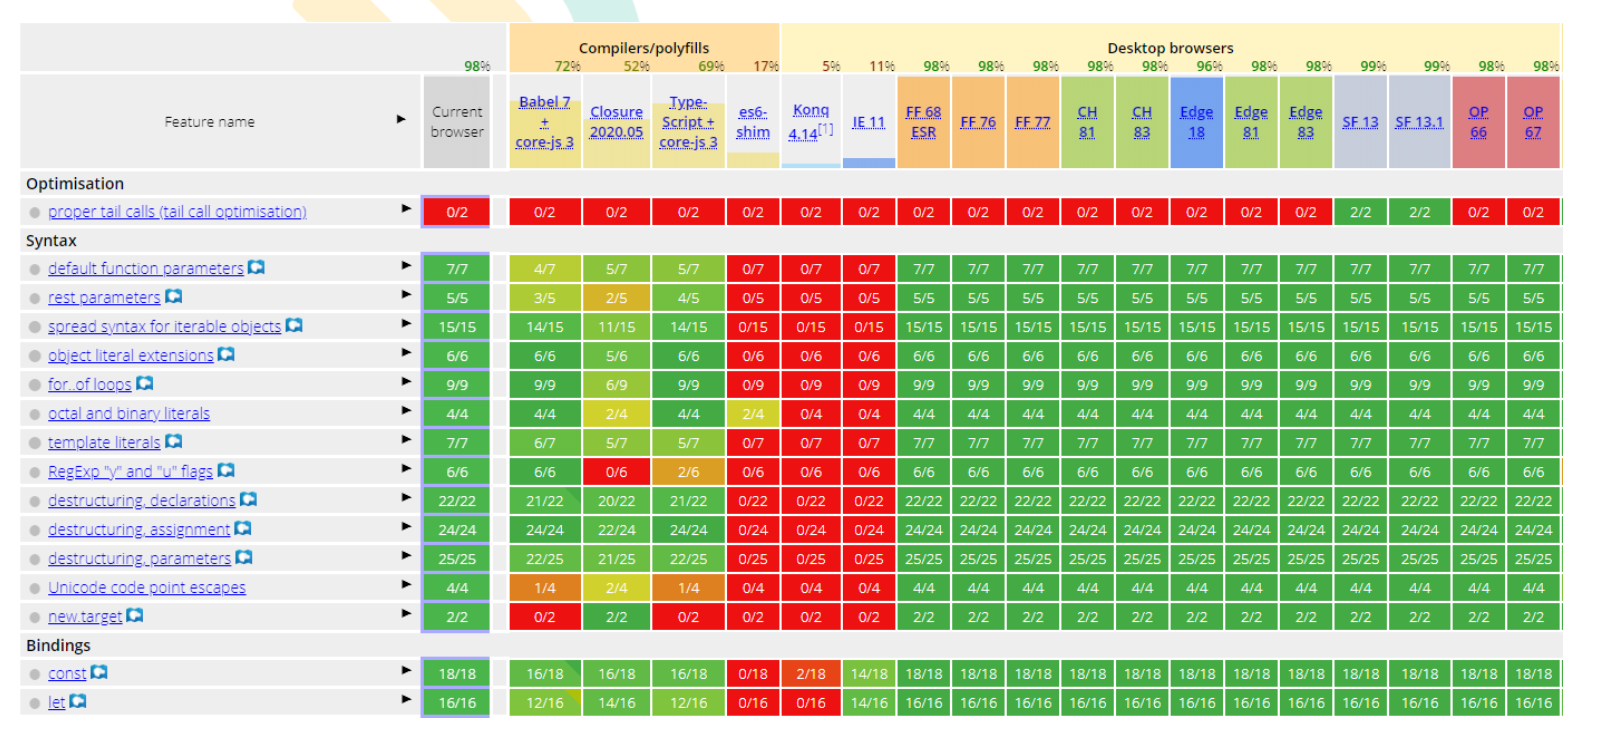 Compilers/polyfills Desktop browsers
98% 72% 52% 69% 17% 5% 11% 98% 98% 98% 98% 98% 96% 98% 98% 99% 99% 98% 98%
Feature name ► Current browser Babel 7 + core-js 3 Closure 2020.05 Type-Script + core-js 3 es6-shim Konq 4.14[1] IE 11 FF 68 ESR FF 76 FF 77 CH 81 CH 83 Edge 18 Edge 81 Edge 83 SF 13 SF 13.1 OP 66 OP 67
Optimisation
proper tail calls (tail call optimisation) ► 0/2 0/2 0/2 0/2 0/2 0/2 0/2 0/2 0/2 0/2 0/2 0/2 0/2 0/2 0/2 2/2 2/2 0/2 0/2
Syntax
default function parameters ► 7/7 4/7 5/7 5/7 0/7 0/7 0/7 7/7 7/7 7/7 7/7 7/7 7/7 7/7 7/7 7/7 7/7 7/7 7/7
rest parameters ► 5/5 3/5 2/5 4/5 0/5 0/5 0/5 5/5 5/5 5/5 5/5 5/5 5/5 5/5 5/5 5/5 5/5 5/5 5/5
spread syntax for iterable objects ► 15/15 14/15 11/15 14/15 0/15 0/15 0/15 15/15 15/15 15/15 15/15 15/15 15/15 15/15 15/15 15/15 15/15 15/15 15/15
object literal extensions ► 6/6 6/6 5/6 6/6 0/6 0/6 0/6 6/6 6/6 6/6 6/6 6/6 6/6 6/6 6/6 6/6 6/6 6/6 6/6
for..of loops ► 9/9 9/9 6/9 9/9 0/9 0/9 0/9 9/9 9/9 9/9 9/9 9/9 9/9 9/9 9/9 9/9 9/9 9/9 9/9
octal and binary literals ► 4/4 4/4 2/4 4/4 2/4 0/4 0/4 4/4 4/4 4/4 4/4 4/4 4/4 4/4 4/4 4/4 4/4 4/4 4/4
template literals ► 7/7 6/7 5/7 5/7 0/7 0/7 0/7 7/7 7/7 7/7 7/7 7/7 7/7 7/7 7/7 7/7 7/7 7/7 7/7
RegExp "y" and "u" flags ► 6/6 6/6 0/6 2/6 0/6 0/6 0/6 6/6 6/6 6/6 6/6 6/6 6/6 6/6 6/6 6/6 6/6 6/6 6/6
destructuring, declarations ► 22/22 21/22 20/22 21/22 0/22 0/22 0/22 22/22 22/22 22/22 22/22 22/22 22/22 22/22 22/22 22/22 22/22 22/22 22/22
destructuring, assignment ► 24/24 24/24 22/24 24/24 0/24 0/24 0/24 24/24 24/24 24/24 24/24 24/24 24/24 24/24 24/24 24/24 24/24 24/24 24/24
destructuring, parameters ► 25/25 22/25 21/25 22/25 0/25 0/25 0/25 25/25 25/25 25/25 25/25 25/25 25/25 25/25 25/25 25/25 25/25 25/25 25/25
Unicode code point escapes ► 4/4 1/4 2/4 1/4 0/4 0/4 0/4 4/4 4/4 4/4 4/4 4/4 4/4 4/4 4/4 4/4 4/4 4/4 4/4
new.target ► 2/2 0/2 2/2 0/2 0/2 0/2 0/2 2/2 2/2 2/2 2/2 2/2 2/2 2/2 2/2 2/2 2/2 2/2 2/2
Bindings
const ► 18/18 16/18 16/18 16/18 0/18 2/18 14/18 18/18 18/18 18/18 18/18 18/18 18/18 18/18 18/18 18/18 18/18 18/18 18/18
let ► 16/16 12/16 14/16 12/16 0/16 0/16 14/16 16/16 16/16 16/16 16/16 16/16 16/16 16/16 16/16 16/16 16/16 16/16 16/16